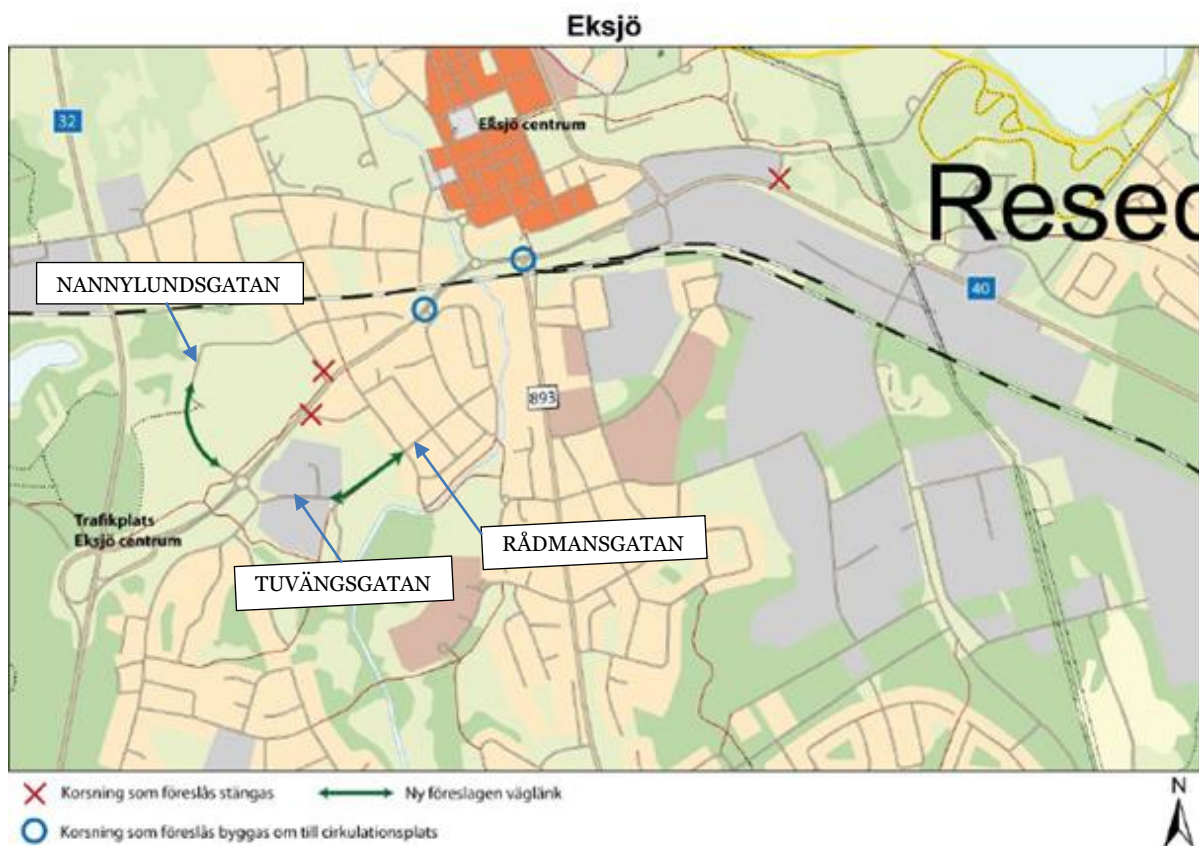 Eksjö
32
Eksjö centrum
Resec
NANNYLUNDSGATAN
40
893
Trafikplats
Eksjö centrum
RÅDMANSGATAN
TUVÄNGSGATAN
Korsning som föreslås stängas
Ny föreslagen väglänk
N
Korsning som föreslås byggas om till cirkulationsplats